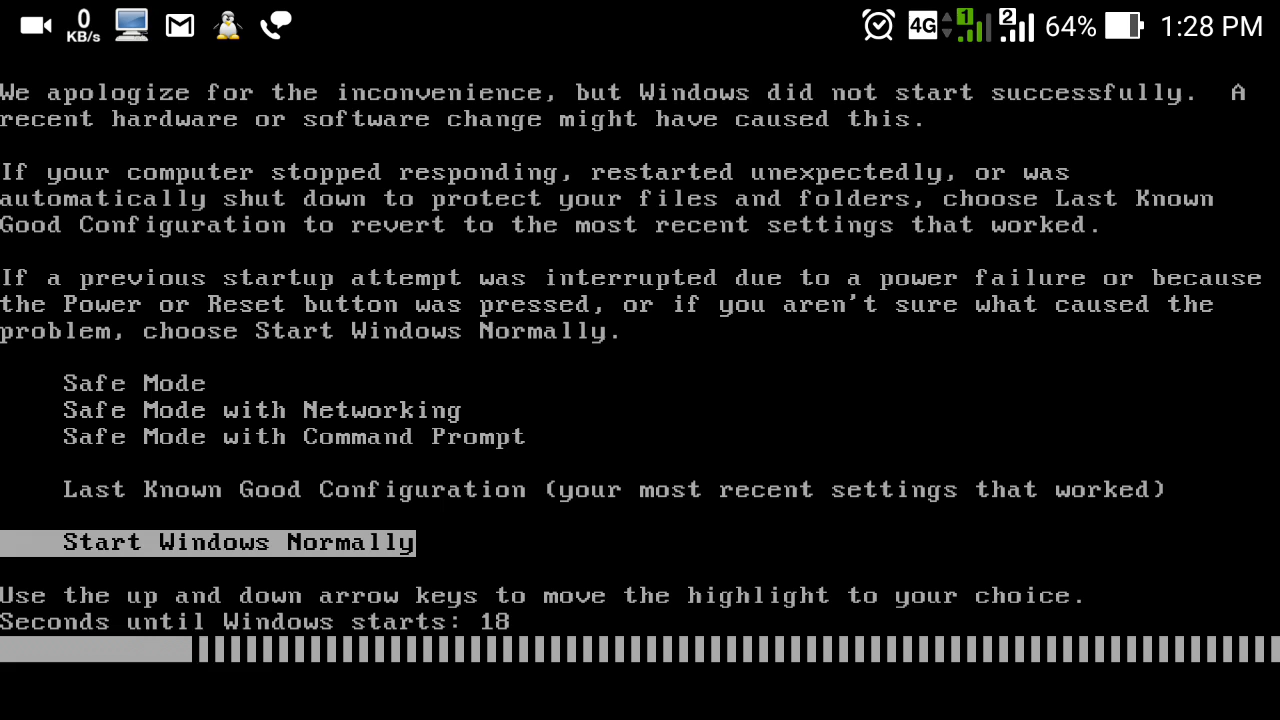 0
KB/s
4G
1
2
64%
1:28 PM
We apologize for the inconvenience, but Windows did not start successfully.  A
recent hardware or software change might have caused this.
If your computer stopped responding, restarted unexpectedly, or was
automatically shut down to protect your files and folders, choose Last Known
Good Configuration to revert to the most recent settings that worked.
If a previous startup attempt was interrupted due to a power failure or because
the Power or Reset button was pressed, or if you aren't sure what caused the
problem, choose Start Windows Normally.
Safe Mode
Safe Mode with Networking
Safe Mode with Command Prompt
Last Known Good Configuration (your most recent settings that worked)
Start Windows Normally
Use the up and down arrow keys to move the highlight to your choice.
Seconds until Windows starts: 18